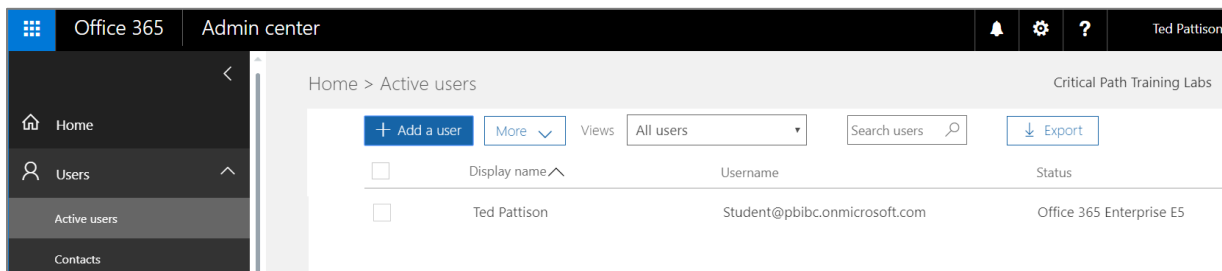 Office 365 Admin center ? Ted Pattison
Home > Active users Critical Path Training Labs
Home
+ Add a user More Views All users Search users Export
Users
Display name Username Status
Active users
Ted Pattison Student@pbibc.onmicrosoft.com Office 365 Enterprise E5
Contacts